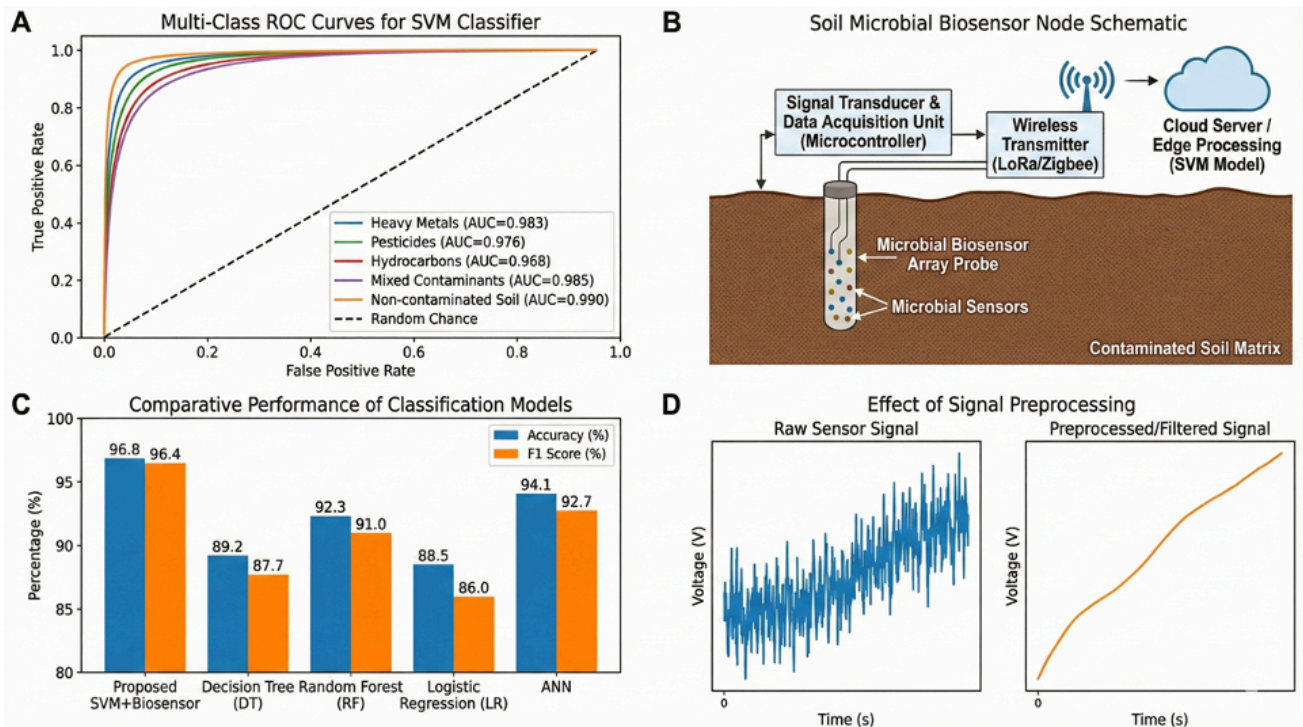 A
Multi-Class ROC Curves for SVM Classifier
True Positive Rate
1.0
0.8
0.6
0.4
0.2
0.0
Heavy Metals (AUC=0.983)
Pesticides (AUC=0.976)
Hydrocarbons (AUC=0.968)
Mixed Contaminants (AUC=0.985)
Non-contaminated Soil (AUC=0.990)
Random Chance
0.0 0.2 0.4 0.6 0.8 1.0
False Positive Rate
B
Soil Microbial Biosensor Node Schematic
Signal Transducer &
Data Acquisition Unit
(Microcontroller)
Wireless
Transmitter
(LoRa/Zigbee)
Cloud Server /
Edge Processing
(SVM Model)
Microbial Biosensor
Array Probe
Microbial Sensors
Contaminated Soil Matrix
C
Comparative Performance of Classification Models
Percentage (%)
100
95
90
85
80
Accuracy (%)
F1 Score (%)
96.8 96.4
89.2 87.7
92.3 91.0
88.5 86.0
94.1 92.7
Proposed
SVM+Biosensor
Decision Tree
(DT)
Random Forest
(RF)
Logistic
Regression (LR)
ANN
D
Effect of Signal Preprocessing
Raw Sensor Signal
Voltage (V)
0
Time (s)
Preprocessed/Filtered Signal
Voltage (V)
0
Time (s)